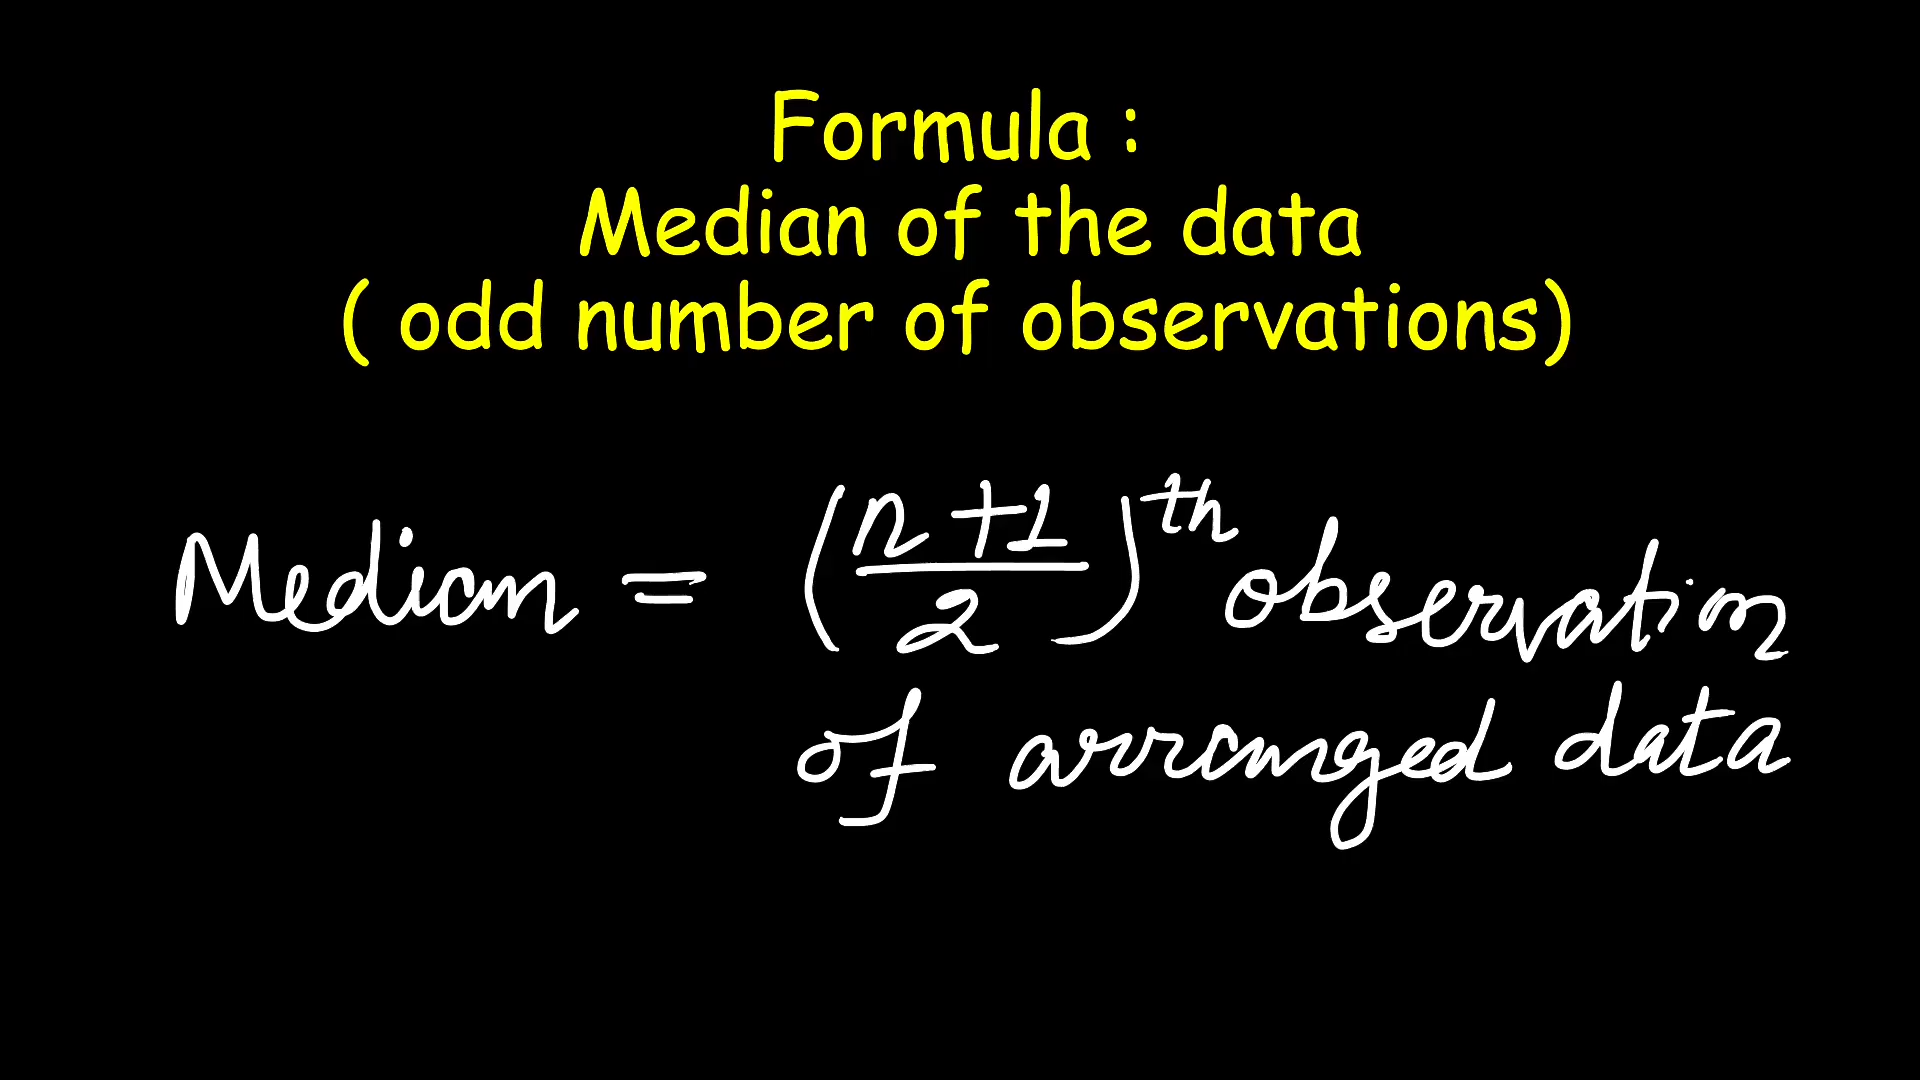 Formula :
Median of the data
( odd number of observations)
Median = (n+1/2)th observation
of arranged data